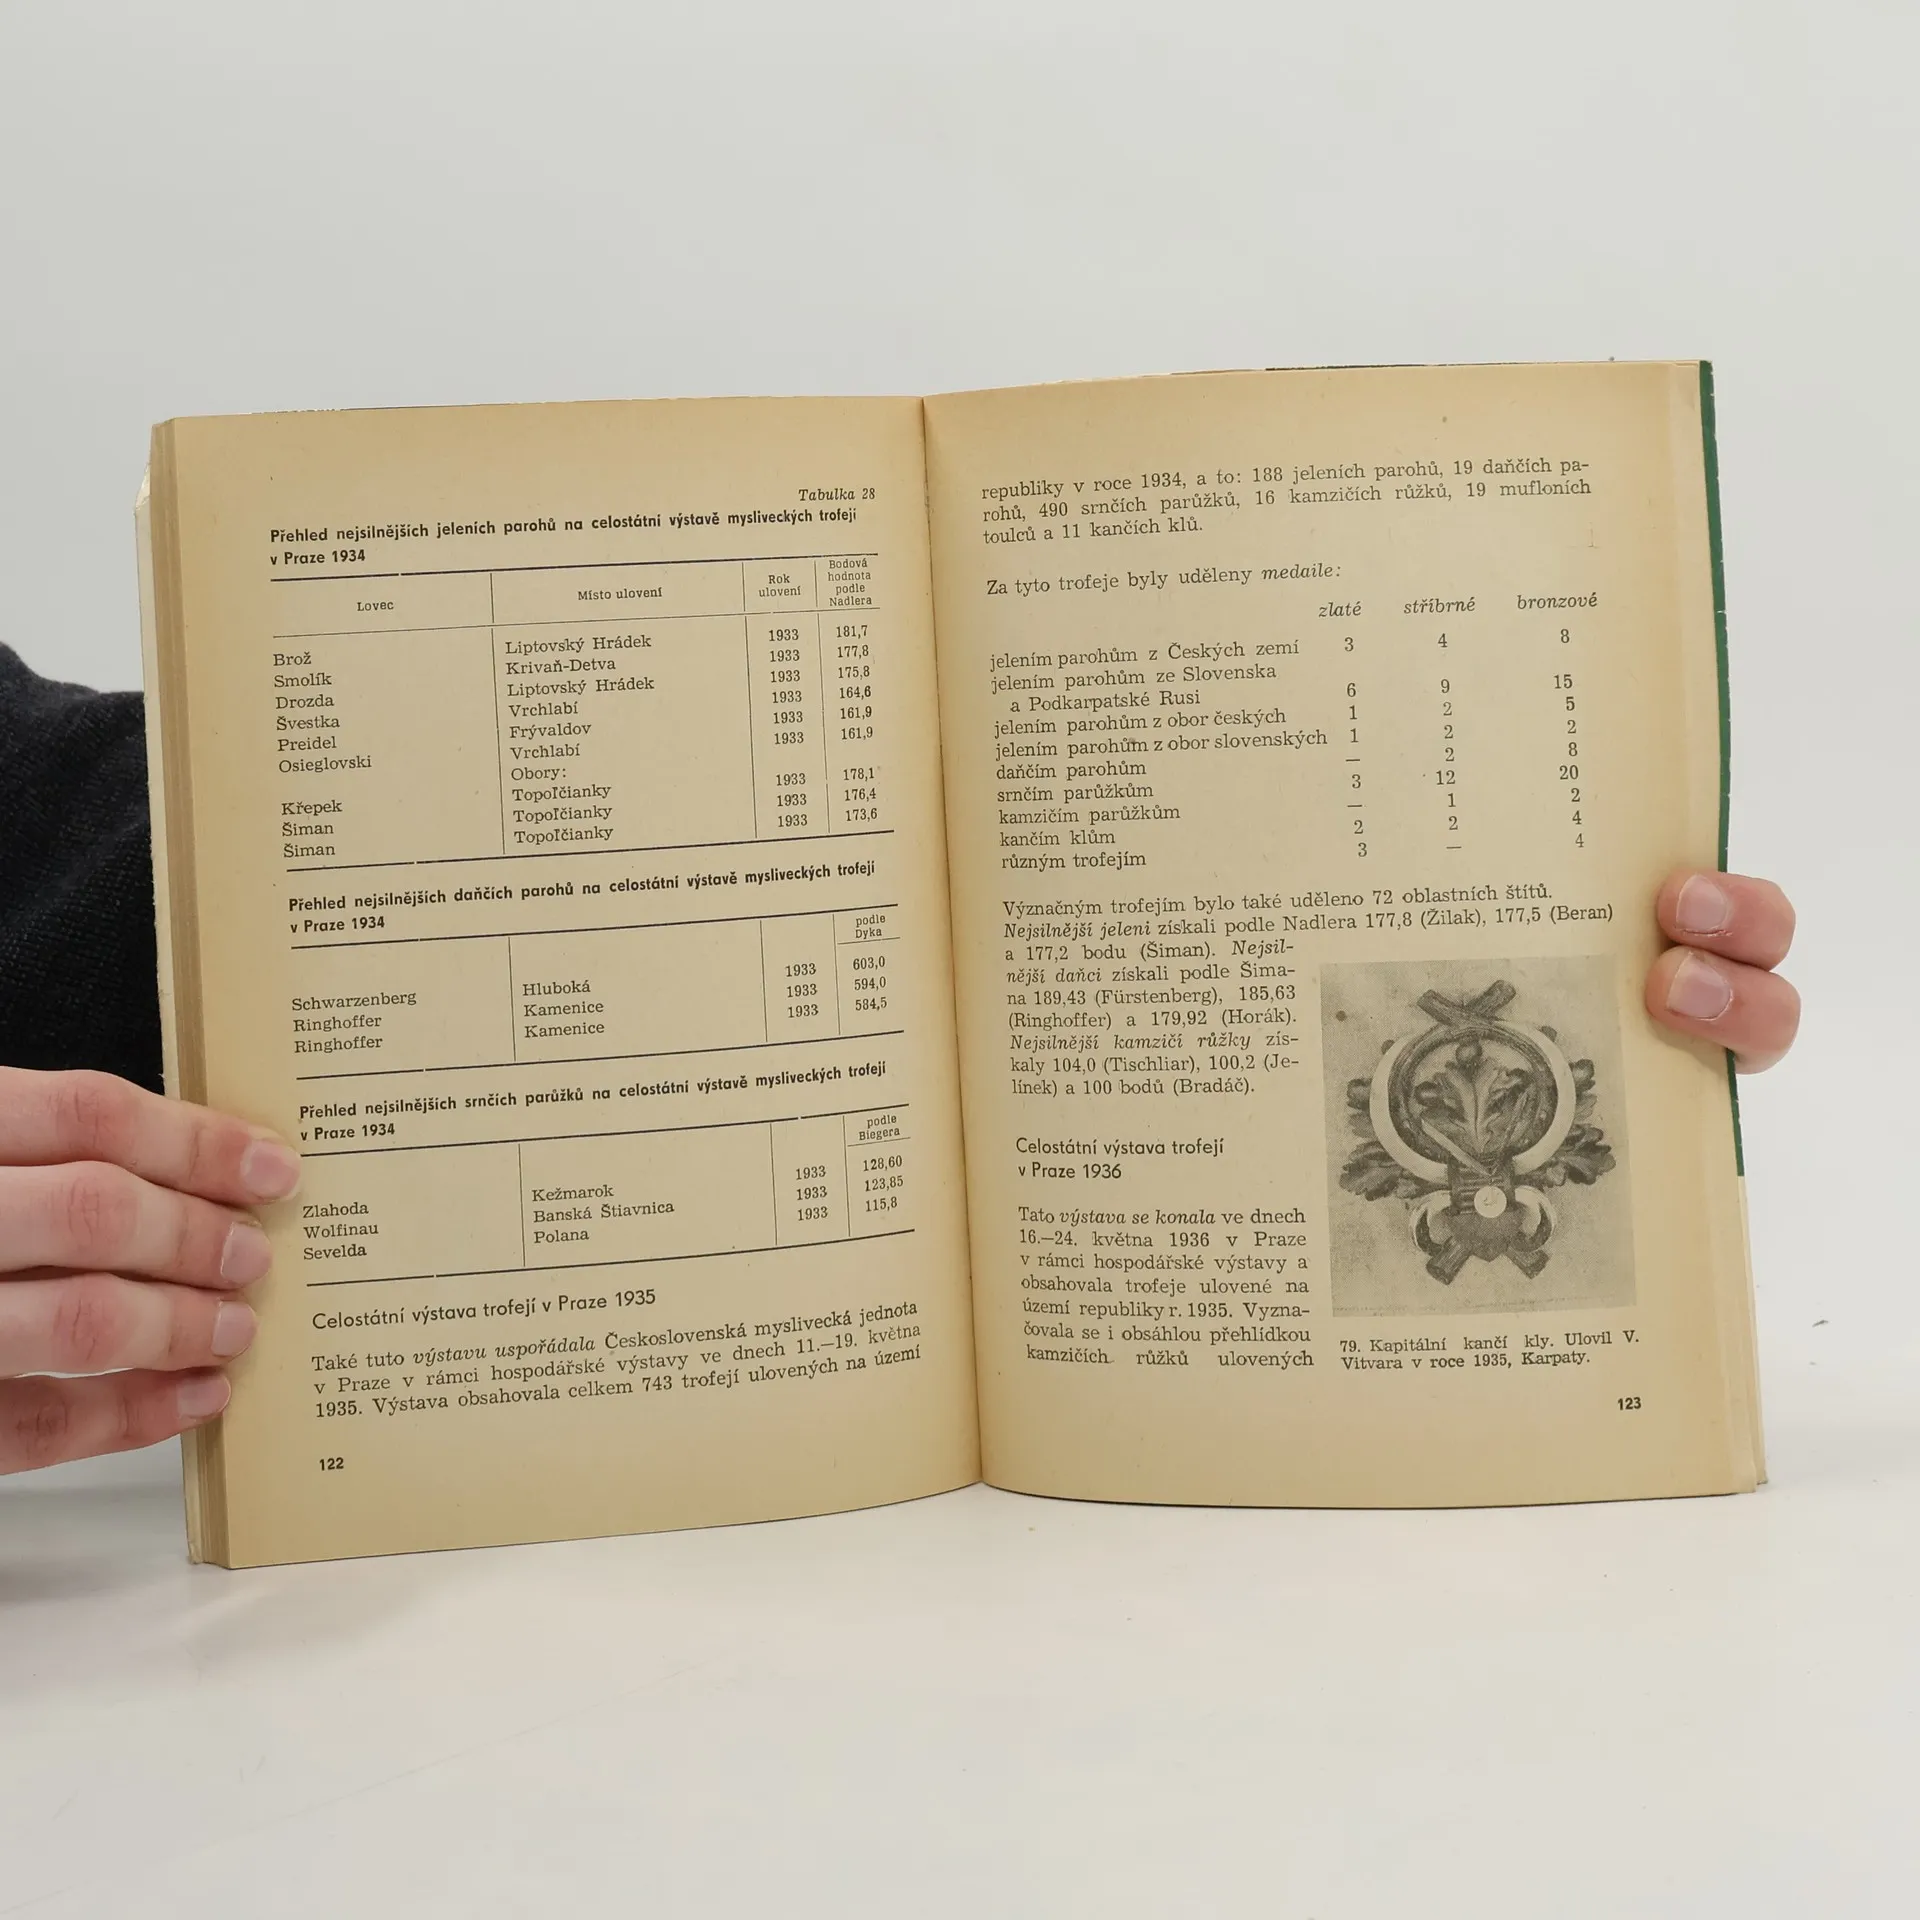 Tabulka 28
Přehled nejsilnějších jeleních parohů na celostátní výstavě mysliveckých trofejí
v Praze 1934
Lovec | Místo ulovení | Rok ulovení | Bodová hodnota podle Nadlera
Brož | Liptovský Hrádek | 1933 | 181,7
Smolík | Krivaň-Detva | 1933 | 177,8
Drozda | Liptovský Hrádek | 1933 | 175,8
Švestka | Vrchlabí | 1933 | 164,6
Preidel | Frývaldov | 1933 | 161,9
Osieglovski | Vrchlabí | 1933 | 161,9
Obory:
Křepek | Topoľčianky | 1933 | 178,1
Šiman | Topoľčianky | 1933 | 176,4
Šiman | Topoľčianky | 1933 | 173,6
Přehled nejsilnějších daňčích parohů na celostátní výstavě mysliveckých trofejí
v Praze 1934
podle Dyka
Schwarzenberg | Hluboká | 1933 | 603,0
Ringhoffer | Kamenice | 1933 | 594,0
Ringhoffer | Kamenice | 1933 | 584,5
Přehled nejsilnějších srnčích parůžků na celostátní výstavě mysliveckých trofejí
v Praze 1934
podle Biegera
Zlahoda | Kežmarok | 1933 | 128,60
Wolfinau | Banská Štiavnica | 1933 | 123,85
Sevelda | Polana | 1933 | 115,8
Celostátní výstava trofejí v Praze 1935
Také tuto výstavu uspořádala Československá myslivecká jednota
v Praze v rámci hospodářské výstavy ve dnech 11.—19. května
1935. Výstava obsahovala celkem 743 trofejí ulovených na území
122
republiky v roce 1934, a to: 188 jeleních parohů, 19 daňčích pa-
rohů, 490 srnčích parůžků, 16 kamzičích růžků, 19 mufloních
toulců a 11 kančích klů.
Za tyto trofeje byly uděleny medaile:
zlaté | stříbrné | bronzové
jelením parohům z Českých zemí | 3 | 4 | 8
jelením parohům ze Slovenska
a Podkarpatské Rusi | 6 | 9 | 15
jelením parohům z obor českých | 1 | 2 | 5
jelením parohům z obor slovenských | 1 | 2 | 2
daňčím parohům | — | 2 | 8
srnčím parůžkům | 3 | 12 | 20
kamzičím parůžkům | — | 1 | 2
kančím klům | 2 | 2 | 4
různým trofejím | 3 | — | 4
Význačným trofejím bylo také uděleno 72 oblastních štítů.
Nejsilnější jeleni získali podle Nadlera 177,8 (Žilak), 177,5 (Beran)
a 177,2 bodu (Šiman). Nejsil-
nější daňci získali podle Šima-
na 189,43 (Fürstenberg), 185,63
(Ringhoffer) a 179,92 (Horák).
Nejsilnější kamzičí růžky zís-
kaly 104,0 (Tischliar), 100,2 (Je-
línek) a 100 bodů (Bradáč).
Celostátní výstava trofejí
v Praze 1936
Tato výstava se konala ve dnech
16.—24. května 1936 v Praze
v rámci hospodářské výstavy a
obsahovala trofeje ulovené na
území republiky r. 1935. Vyzna-
čovala se i obsáhlou přehlídkou
kamzičích růžků ulovených
79. Kapitální kančí kly. Ulovil V.
Vitvara v roce 1935, Karpaty.
123